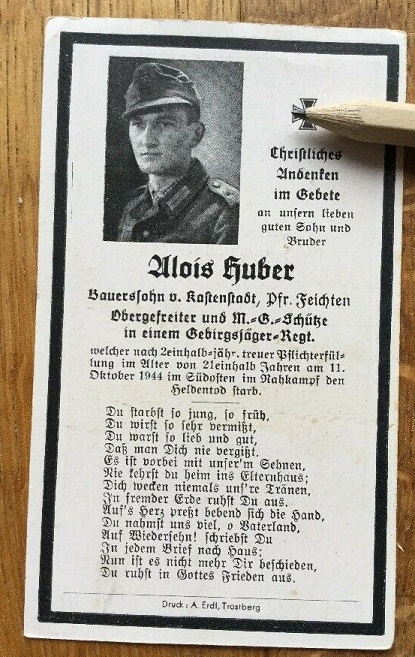 Christliches
Andenken
im Gebete
an unsern lieben
guten Sohn und
Bruder
Alois Huber
Bauerssohn v. Kastenstadt, Pfr. Feichten
Obergefreiter und M.-G.-Schütze
in einem Gebirgsjäger-Regt.
welcher nach 2einhalb-jähr. treuer Pflichterfül-
lung im Alter von 21einhalb Jahren am 11.
Oktober 1944 im Südosten im Nahkampf den
Heldentod starb.
Du starbst so jung, so früh,
Du wirst so sehr vermißt,
Du warst so lieb und gut,
Daß man Dich nie vergißt.
Es ist vorbei mit unser'm Sehnen,
Nie kehrst du heim ins Elternhaus;
Dich wecken niemals uns're Tränen,
In fremder Erde ruhst Du aus.
Auf's Herz preßt bebend sich die Hand,
Du nahmst uns viel, o Vaterland,
Auf Wiedersehn! schriebst Du
In jedem Brief nach Haus;
Nun ist es nicht mehr Dir beschieden,
Du ruhst in Gottes Frieden aus.
Druck: A. Erdl, Trostberg